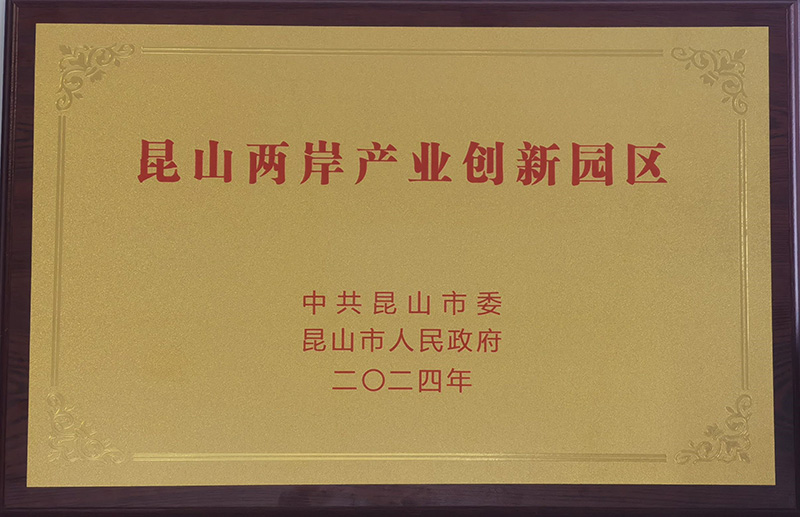 昆山两岸产业创新园区
中共昆山市委
昆山市人民政府
二〇二四年